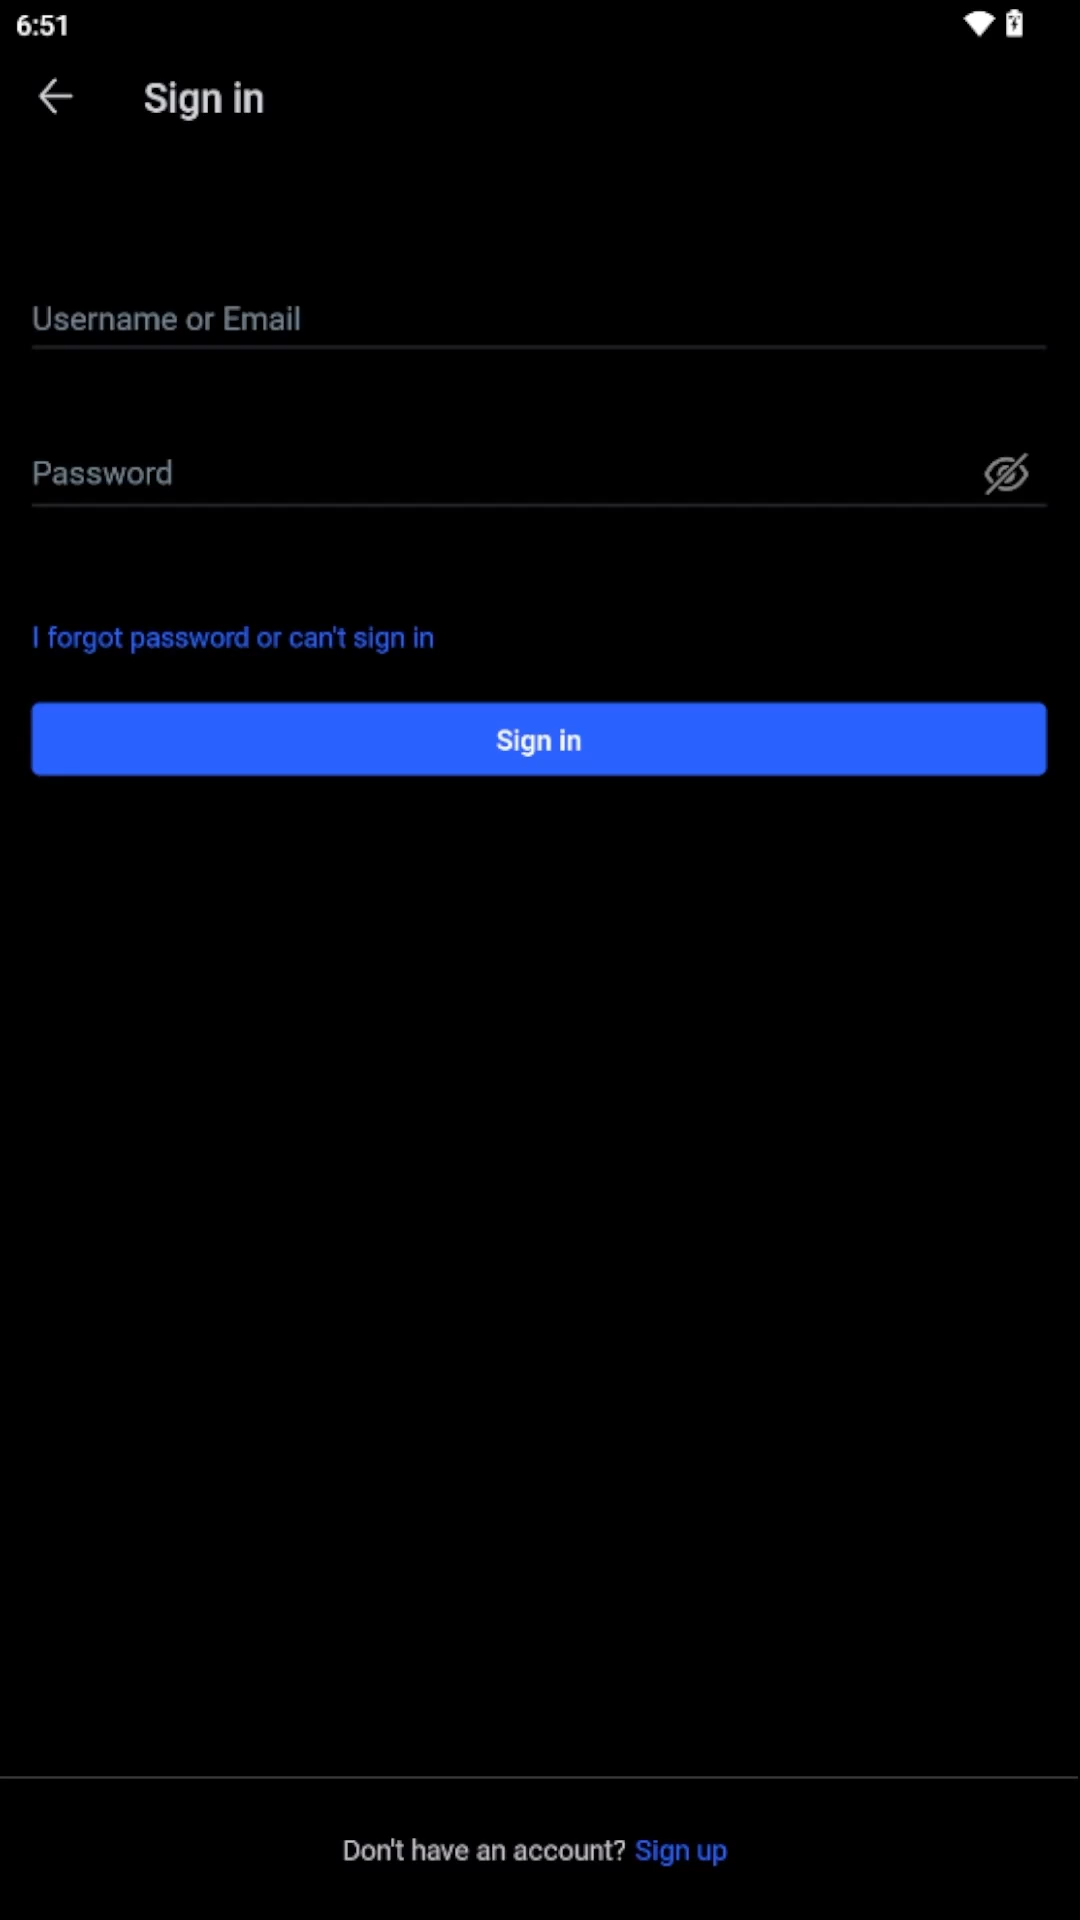 6:51
Sign in
Username or Email
Password
I forgot password or can't sign in
Sign in
Don't have an account? Sign up